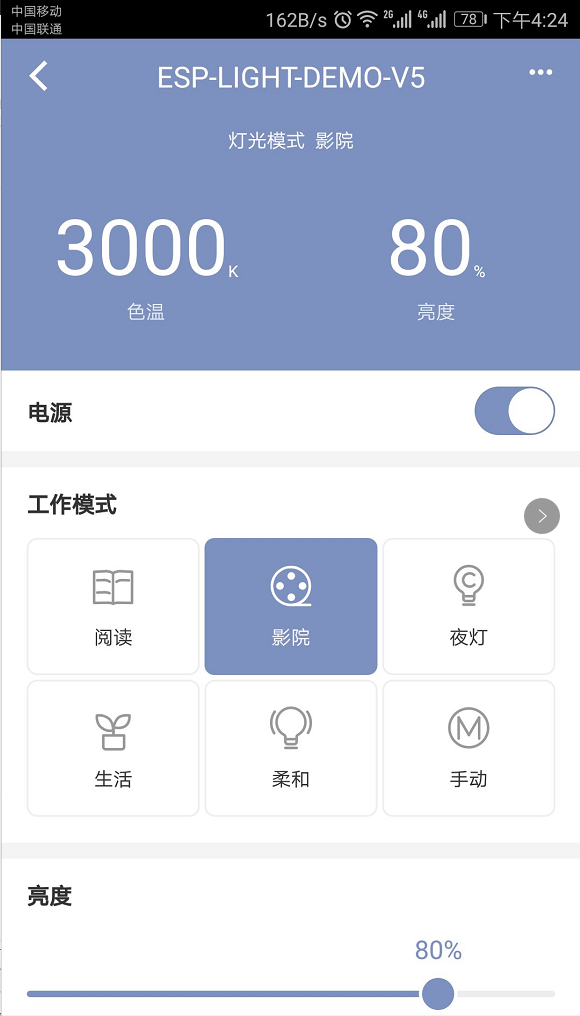 中国移动
中国联通
162B/s 2G 4G 78 下午4:24
ESP-LIGHT-DEMO-V5
灯光模式 影院
3000K 80%
色温 亮度
电源
工作模式
阅读 影院 夜灯
生活 柔和 手动
亮度
80%